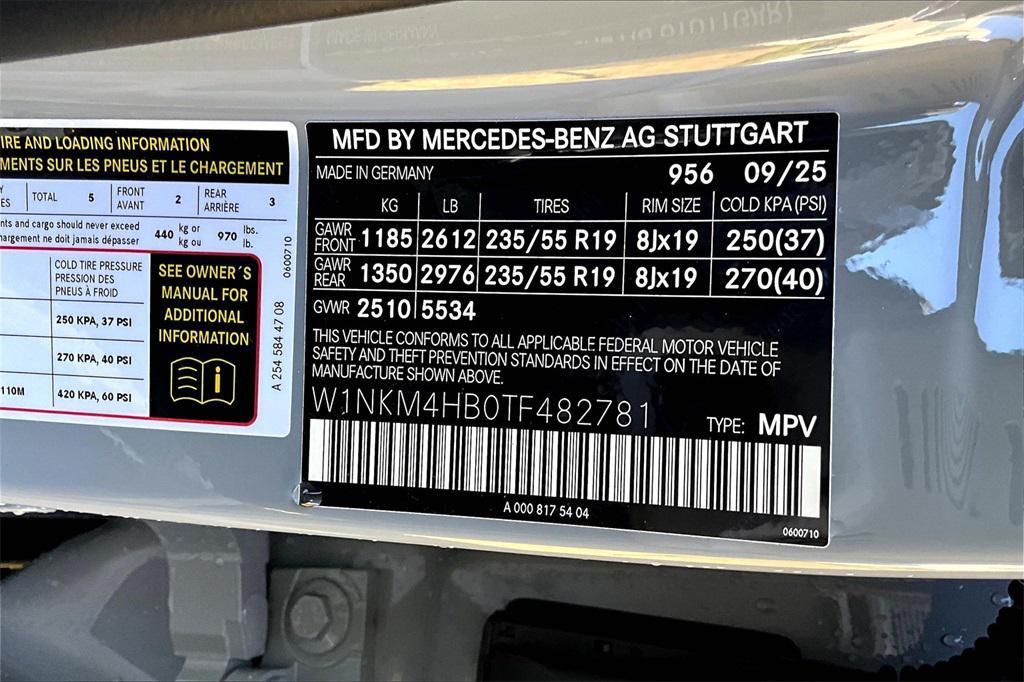 IRE AND LOADING INFORMATION
MENTS SUR LES PNEUS ET LE CHARGEMENT
TOTAL 5 FRONT AVANT 2 REAR ARRIÈRE 3
nts and cargo should never exceed
hargement ne doit jamais dépasser
440 kg or kg ou 970 lbs. lb.
COLD TIRE PRESSURE
PRESSION DES
PNEUS À FROID
250 KPA, 37 PSI
270 KPA, 40 PSI
110M 420 KPA, 60 PSI
SEE OWNER´S
MANUAL FOR
ADDITIONAL
INFORMATION
0600710
A 254 584 47 08
MFD BY MERCEDES-BENZ AG STUTTGART
MADE IN GERMANY 956 09/25
KG LB TIRES RIM SIZE COLD KPA (PSI)
GAWR FRONT 1185 2612 235/55 R19 8Jx19 250(37)
GAWR REAR 1350 2976 235/55 R19 8Jx19 270(40)
GVWR 2510 5534
THIS VEHICLE CONFORMS TO ALL APPLICABLE FEDERAL MOTOR VEHICLE
SAFETY AND THEFT PREVENTION STANDARDS IN EFFECT ON THE DATE OF
MANUFACTURE SHOWN ABOVE.
W1NKM4HB0TF482781
TYPE: MPV
A 000 817 54 04
0600710